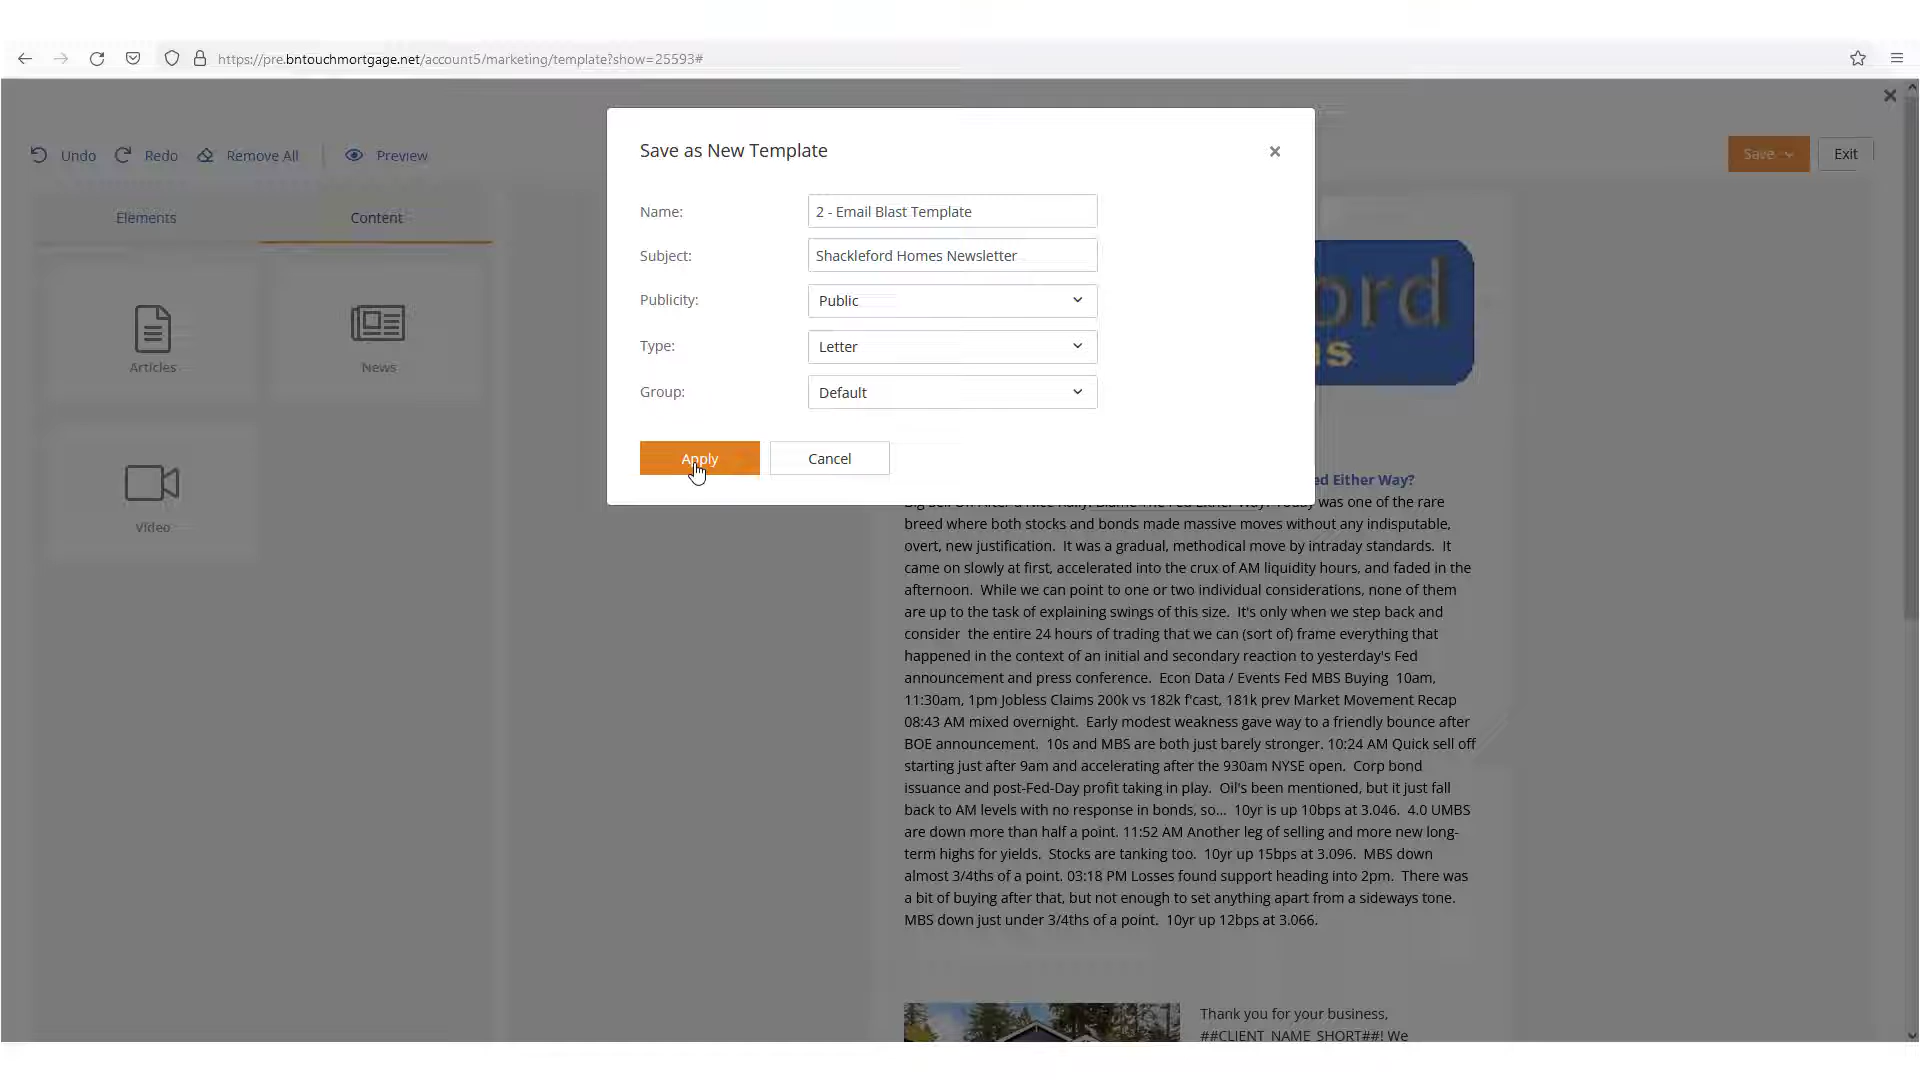 https://pre.bntouchmortgage.net/account5/marketing/template?show=25593#
Undo Redo Remove All Preview
Save Exit
Elements Content
Articles
News
Video
Save as New Template
Name: 2 - Email Blast Template
Subject: Shackleford Homes Newsletter
Publicity: Public
Type: Letter
Group: Default
Apply Cancel
ord
es
ed Either Way?
was one of the rare
breed where both stocks and bonds made massive moves without any indisputable,
overt, new justification. It was a gradual, methodical move by intraday standards. It
came on slowly at first, accelerated into the crux of AM liquidity hours, and faded in the
afternoon. While we can point to one or two individual considerations, none of them
are up to the task of explaining swings of this size. It's only when we step back and
consider the entire 24 hours of trading that we can (sort of) frame everything that
happened in the context of an initial and secondary reaction to yesterday's Fed
announcement and press conference. Econ Data / Events Fed MBS Buying 10am,
11:30am, 1pm Jobless Claims 200k vs 182k f'cast, 181k prev Market Movement Recap
08:43 AM mixed overnight. Early modest weakness gave way to a friendly bounce after
BOE announcement. 10s and MBS are both just barely stronger. 10:24 AM Quick sell off
starting just after 9am and accelerating after the 930am NYSE open. Corp bond
issuance and post-Fed-Day profit taking in play. Oil's been mentioned, but it just fall
back to AM levels with no response in bonds, so... 10yr is up 10bps at 3.046. 4.0 UMBS
are down more than half a point. 11:52 AM Another leg of selling and more new long-
term highs for yields. Stocks are tanking too. 10yr up 15bps at 3.096. MBS down
almost 3/4ths of a point. 03:18 PM Losses found support heading into 2pm. There was
a bit of buying after that, but not enough to set anything apart from a sideways tone.
MBS down just under 3/4ths of a point. 10yr up 12bps at 3.066.
Thank you for your business,
##CLIENT_NAME_SHORT##! We